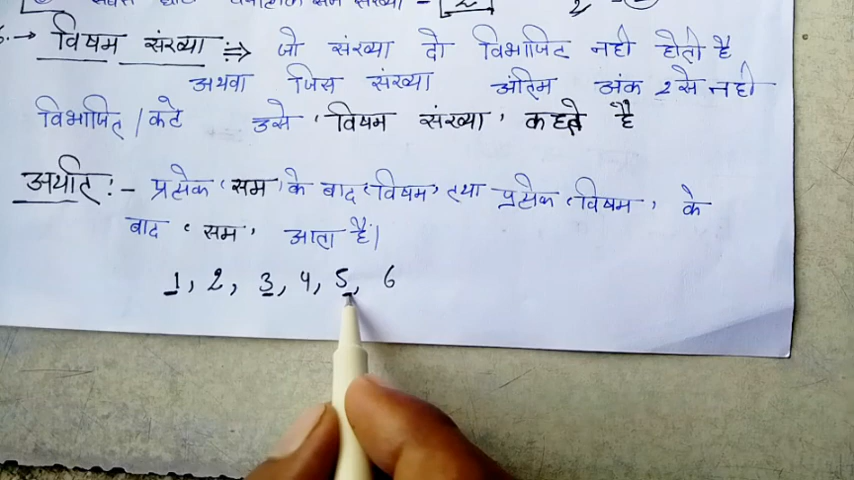 संख्या - 2
→ विषम संख्या ⇒ जो संख्या दो विभाजित नही होती है
अथवा जिस संख्या अंतिम अंक 2 से नही
विभाजित/कटे उसे 'विषम संख्या' कहते है
अर्थात :- प्रत्येक 'सम' के बाद 'विषम' तथा प्रत्येक 'विषम' के
बाद 'सम' आता है।
1, 2, 3, 4, 5, 6